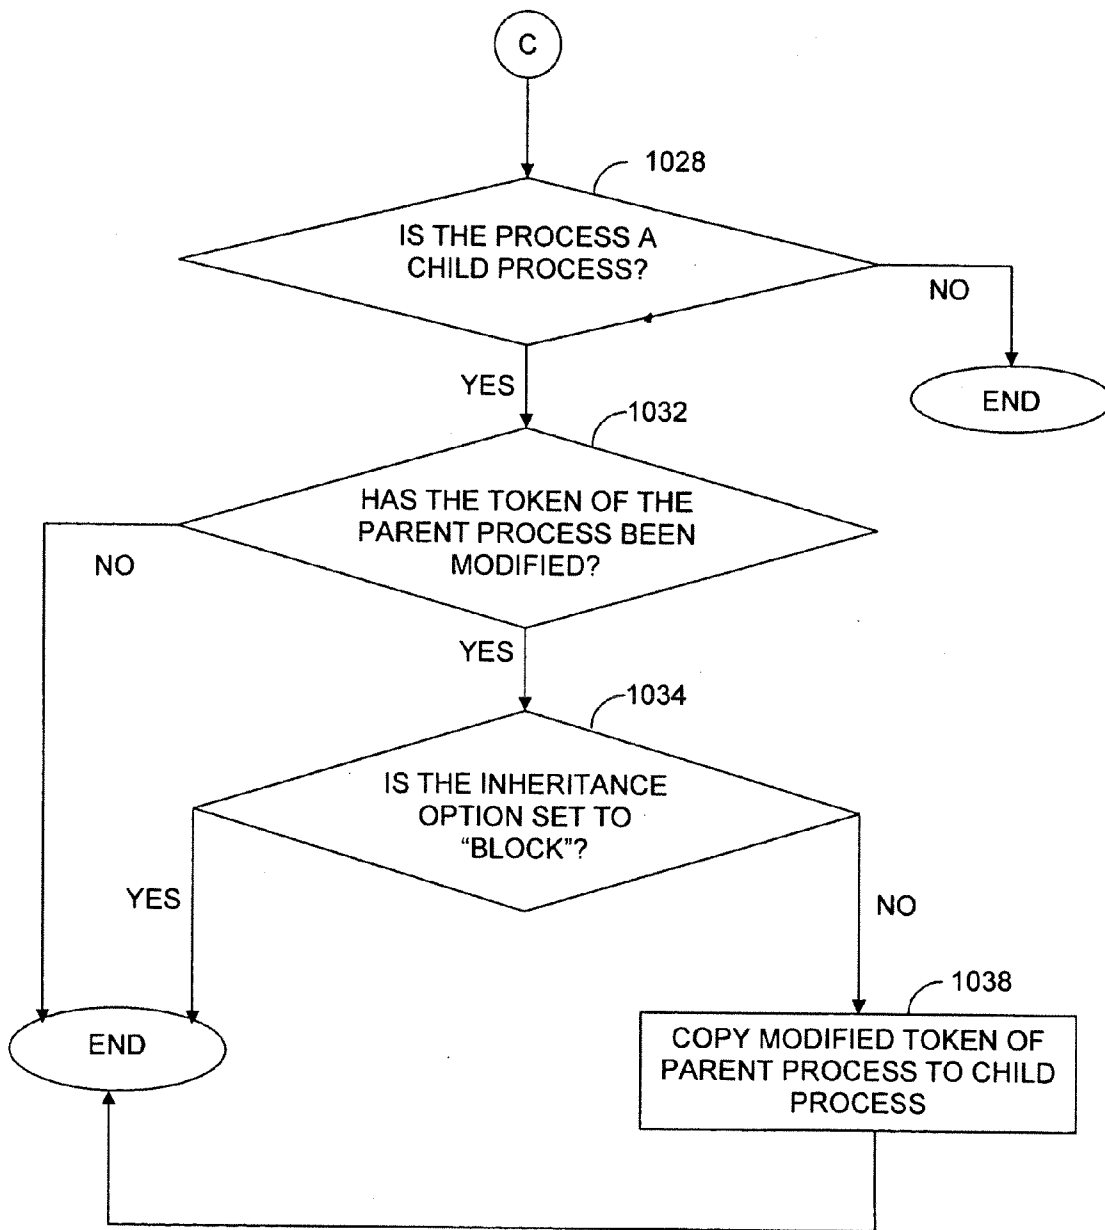 C
1028
IS THE PROCESS A
CHILD PROCESS?
NO
END
YES
1032
HAS THE TOKEN OF THE
PARENT PROCESS BEEN
MODIFIED?
NO
YES
1034
IS THE INHERITANCE
OPTION SET TO
“BLOCK”?
YES
NO
1038
COPY MODIFIED TOKEN OF
PARENT PROCESS TO CHILD
PROCESS
END